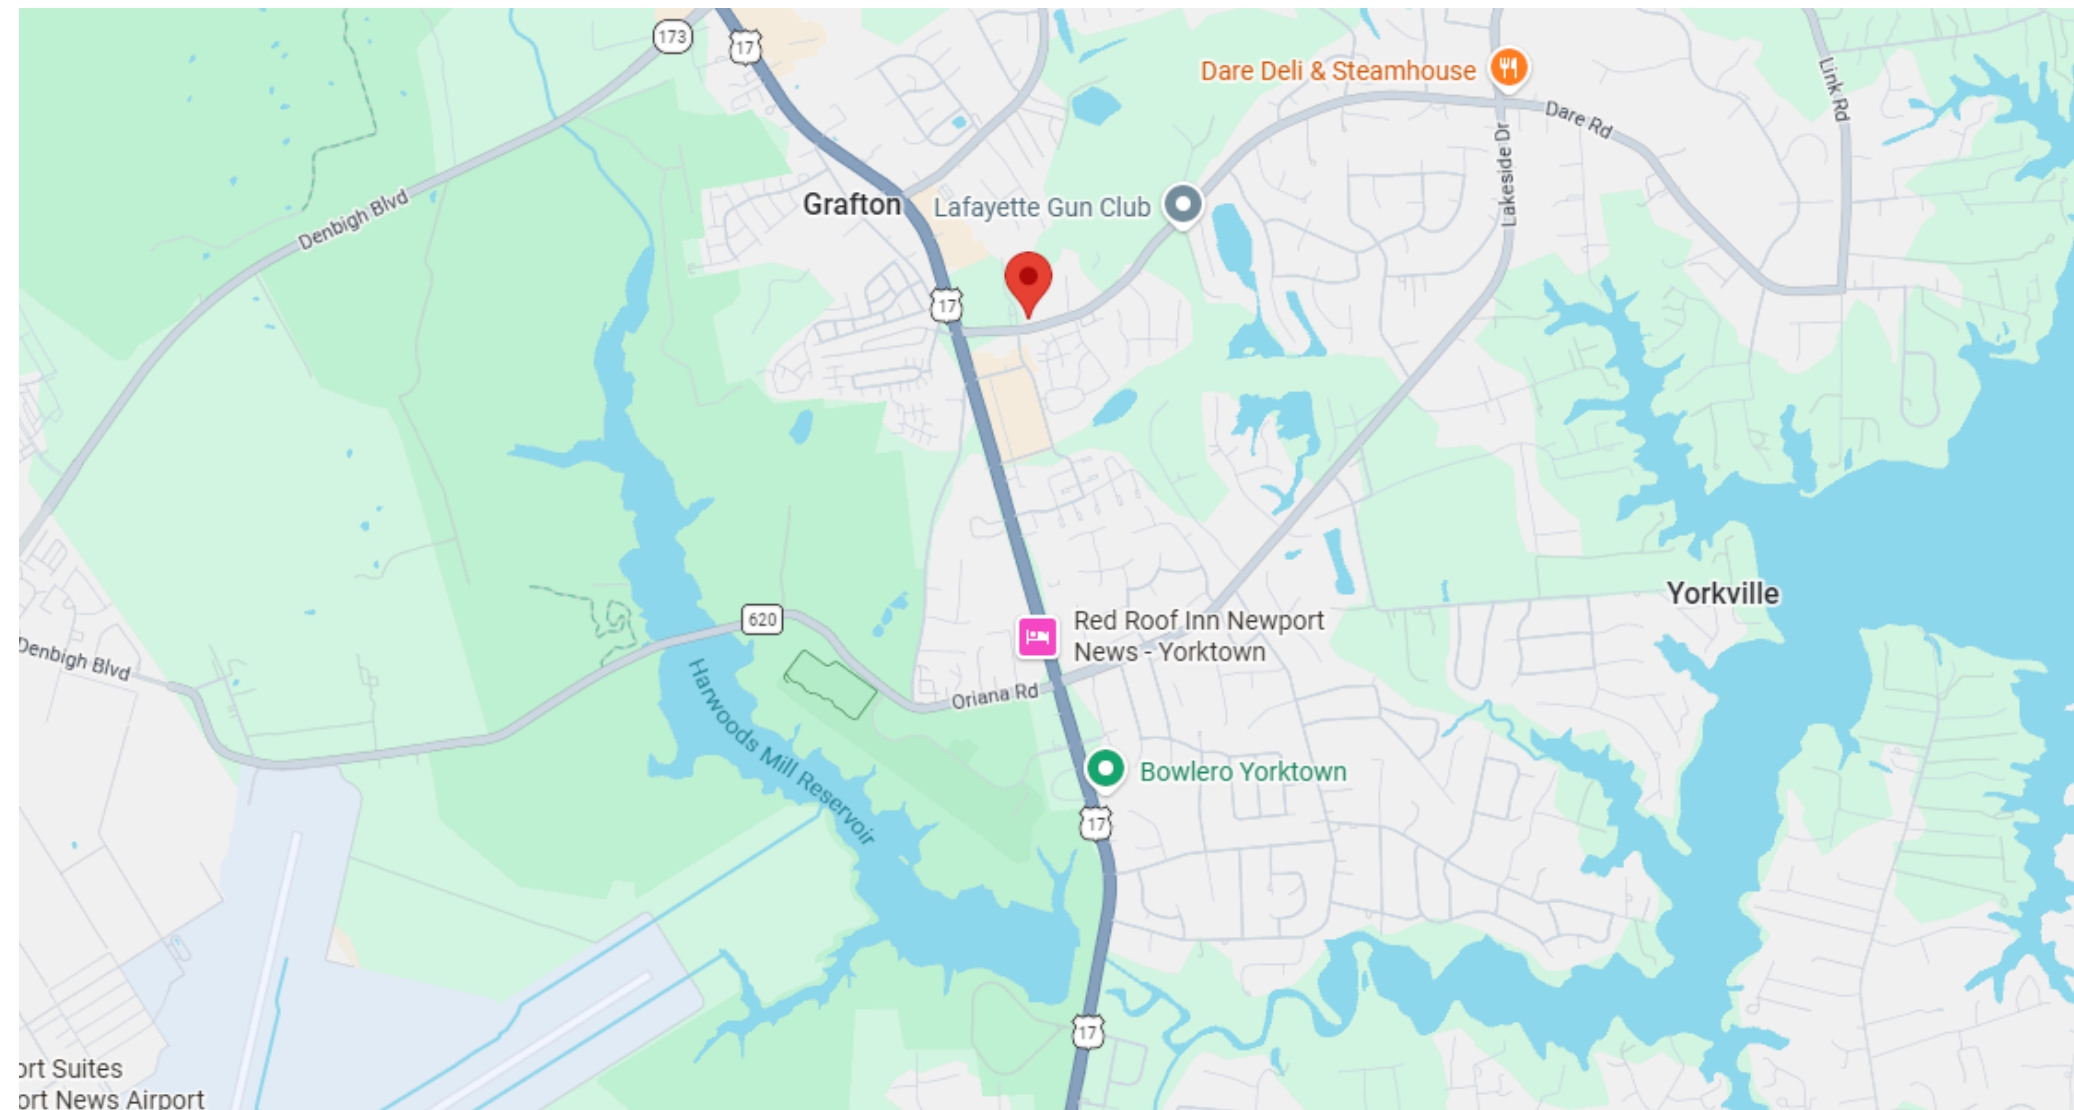 173
17
Dare Deli & Steamhouse
Link Rd
Dare Rd
Lakeside Dr
Denbigh Blvd
Grafton
Lafayette Gun Club
17
Yorkville
620
Red Roof Inn Newport
News - Yorktown
Denbigh Blvd
Oriana Rd
Harwoods Mill Reservoir
Bowlero Yorktown
17
17
ort Suites
ort News Airport